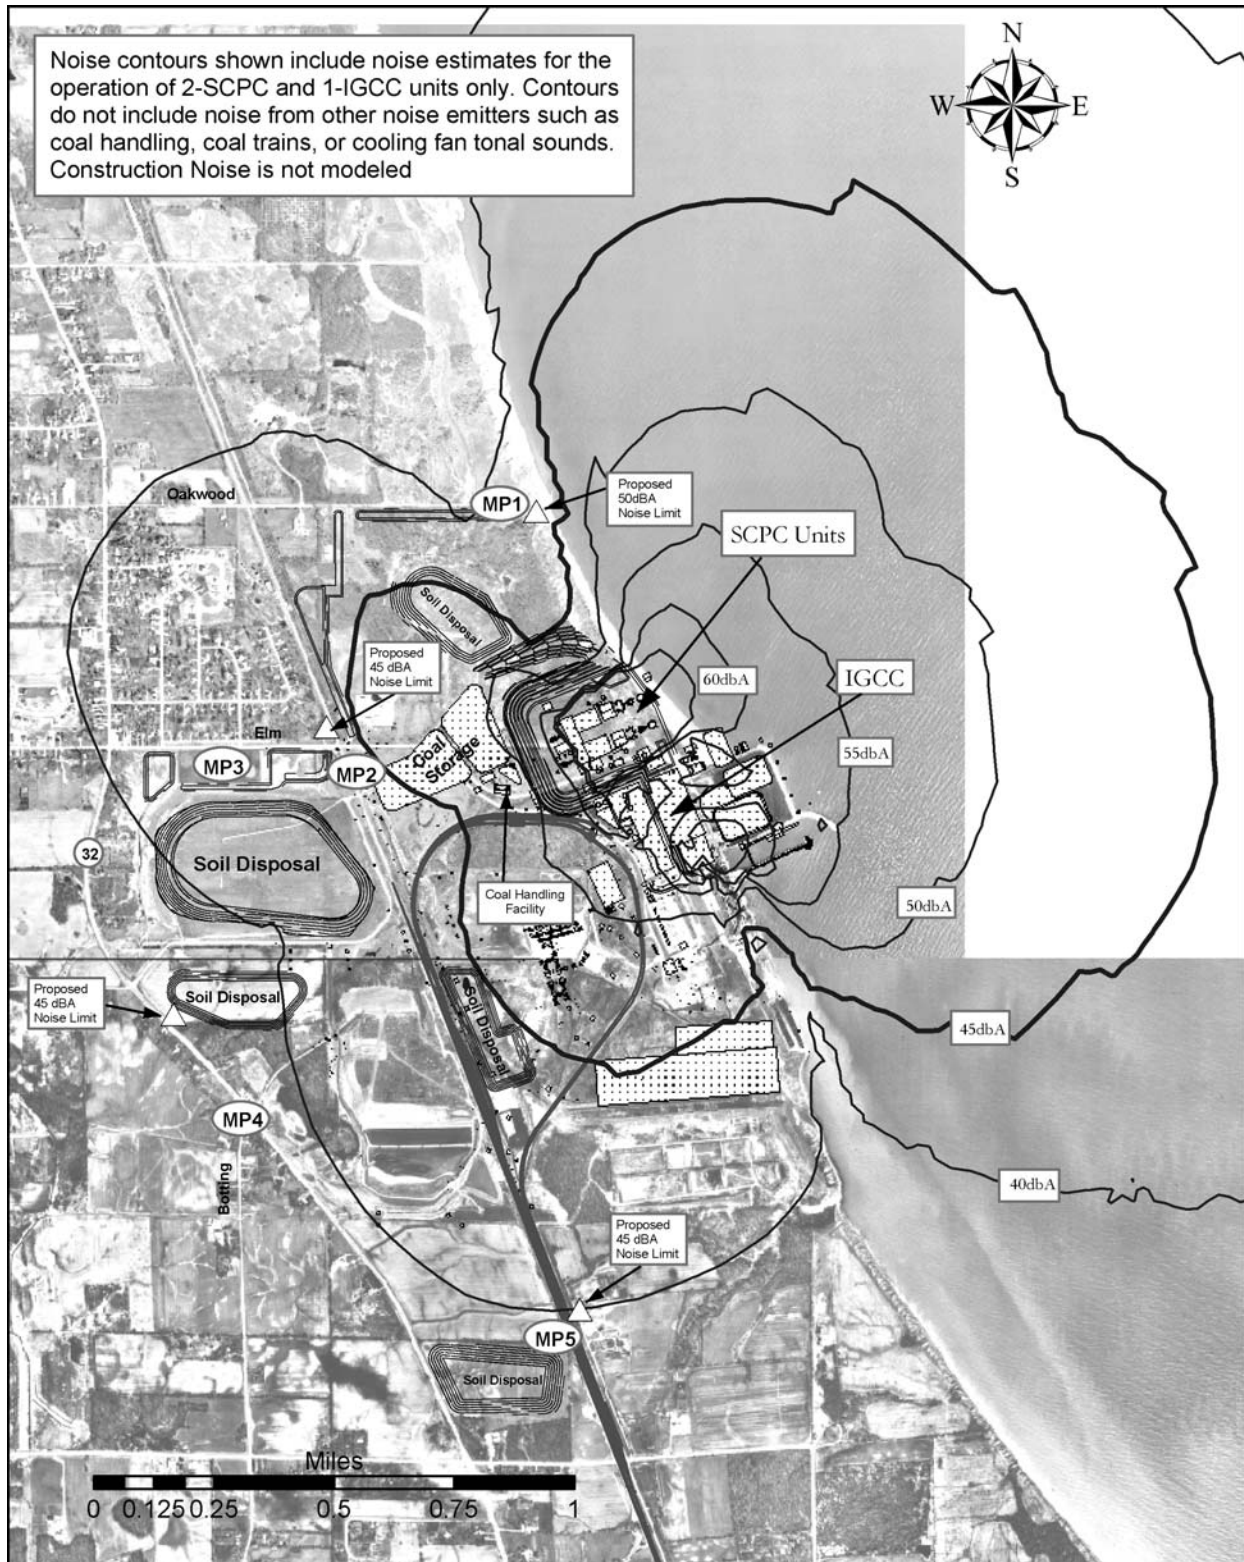 Noise contours shown include noise estimates for the
operation of 2-SCPC and 1-IGCC units only. Contours
do not include noise from other noise emitters such as
coal handling, coal trains, or cooling fan tonal sounds.
Construction Noise is not modeled
N
W
E
S
Oakwood
MP1
Proposed
50dBA
Noise Limit
SCPC Units
Soil Disposal
Proposed
45 dBA
Noise Limit
60dbA
IGCC
Elm
Coal
Storage
MP3
MP2
55dbA
32
Soil Disposal
Coal Handling
Facility
50dbA
Proposed
45 dBA
Noise Limit
Soil Disposal
Soil Disposal
45dbA
MP4
Botting
40dbA
Proposed
45 dBA
Noise Limit
MP5
Soil Disposal
Miles
0 0.125 0.25 0.5 0.75 1